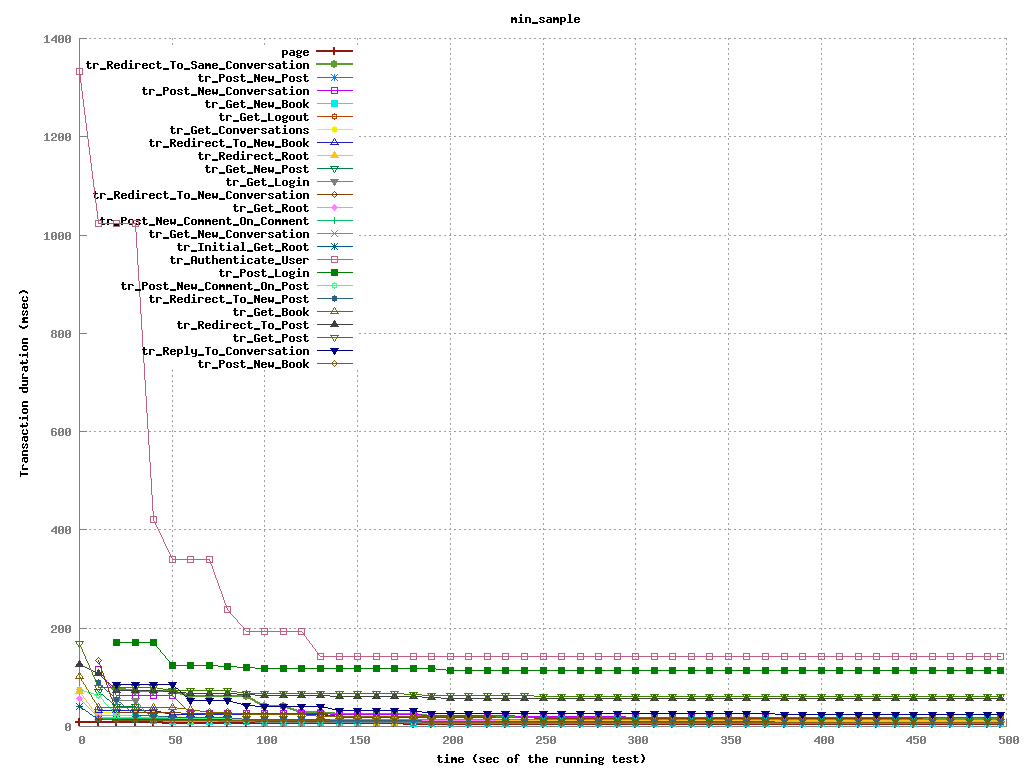 min_sample
1400
1200
1000
800
600
400
200
0
Transaction duration (msec)
page
tr_Redirect_To_Same_Conversation
tr_Post_New_Post
tr_Post_New_Conversation
tr_Get_New_Book
tr_Get_Logout
tr_Get_Conversations
tr_Redirect_To_New_Book
tr_Redirect_Root
tr_Get_New_Post
tr_Get_Login
tr_Redirect_To_New_Conversation
tr_Get_Root
tr_Post_New_Comment_On_Comment
tr_Get_New_Conversation
tr_Initial_Get_Root
tr_Authenticate_User
tr_Post_Login
tr_Post_New_Comment_On_Post
tr_Redirect_To_New_Post
tr_Get_Book
tr_Redirect_To_Post
tr_Get_Post
tr_Reply_To_Conversation
tr_Post_New_Book
0 50 100 150 200 250 300 350 400 450 500
time (sec of the running test)